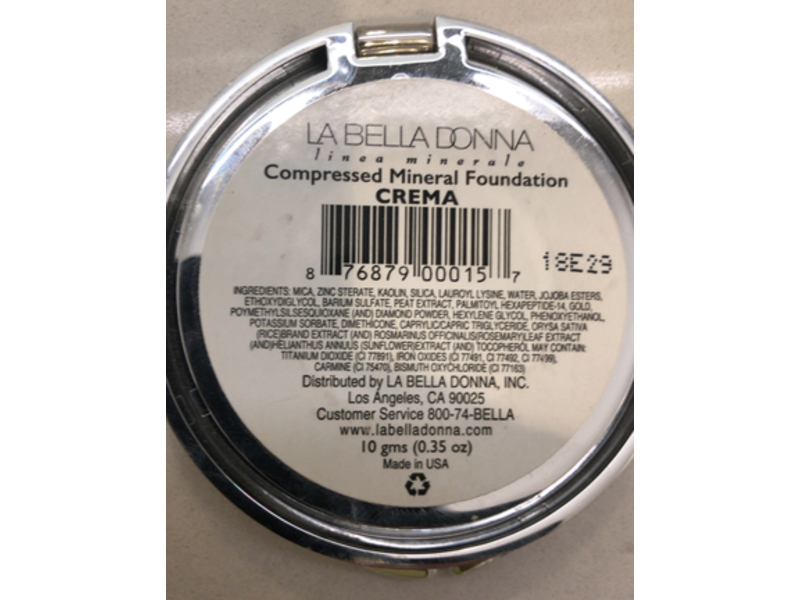 LA BELLA DONNA
linea minerale
Compressed Mineral Foundation
CREMA
8 76879 00015 7
18E29
INGREDIENTS: MICA, ZINC STERATE, KAOLIN, SILICA, LAUROYL LYSINE, WATER, JOJOBA ESTERS,
ETHOXYDIGLYCOL, BARIUM SULFATE, PEAT EXTRACT, PALMITOYL HEXAPEPTIDE-14, GOLD,
POYMETHYLSILSESQUIOXANE (AND) DIAMOND POWDER, HEXYLENE GLYCOL, PHENOXYETHANOL,
POTASSIUM SORBATE, DIMETHICONE, CAPRYLIC/CAPRIC TRIGLYCERIDE, ORYSA SATIVA
(RICE)BRAND EXTRACT (AND) ROSMARINUS OFFICINALIS(ROSEMARY)LEAF EXTRACT
(AND)HELIANTHUS ANNUUS (SUNFLOWER)EXTRACT (AND) TOCOPHEROL MAY CONTAIN:
TITANIUM DIOXIDE (CI 77891), IRON OXIDES (CI 77491, CI 77492, CI 77499),
CARMINE (CI 75470), BISMUTH OXYCHLORIDE (CI 77163)
Distributed by LA BELLA DONNA, INC.
Los Angeles, CA 90025
Customer Service 800-74-BELLA
www.labelladonna.com
10 gms (0.35 oz)
Made in USA